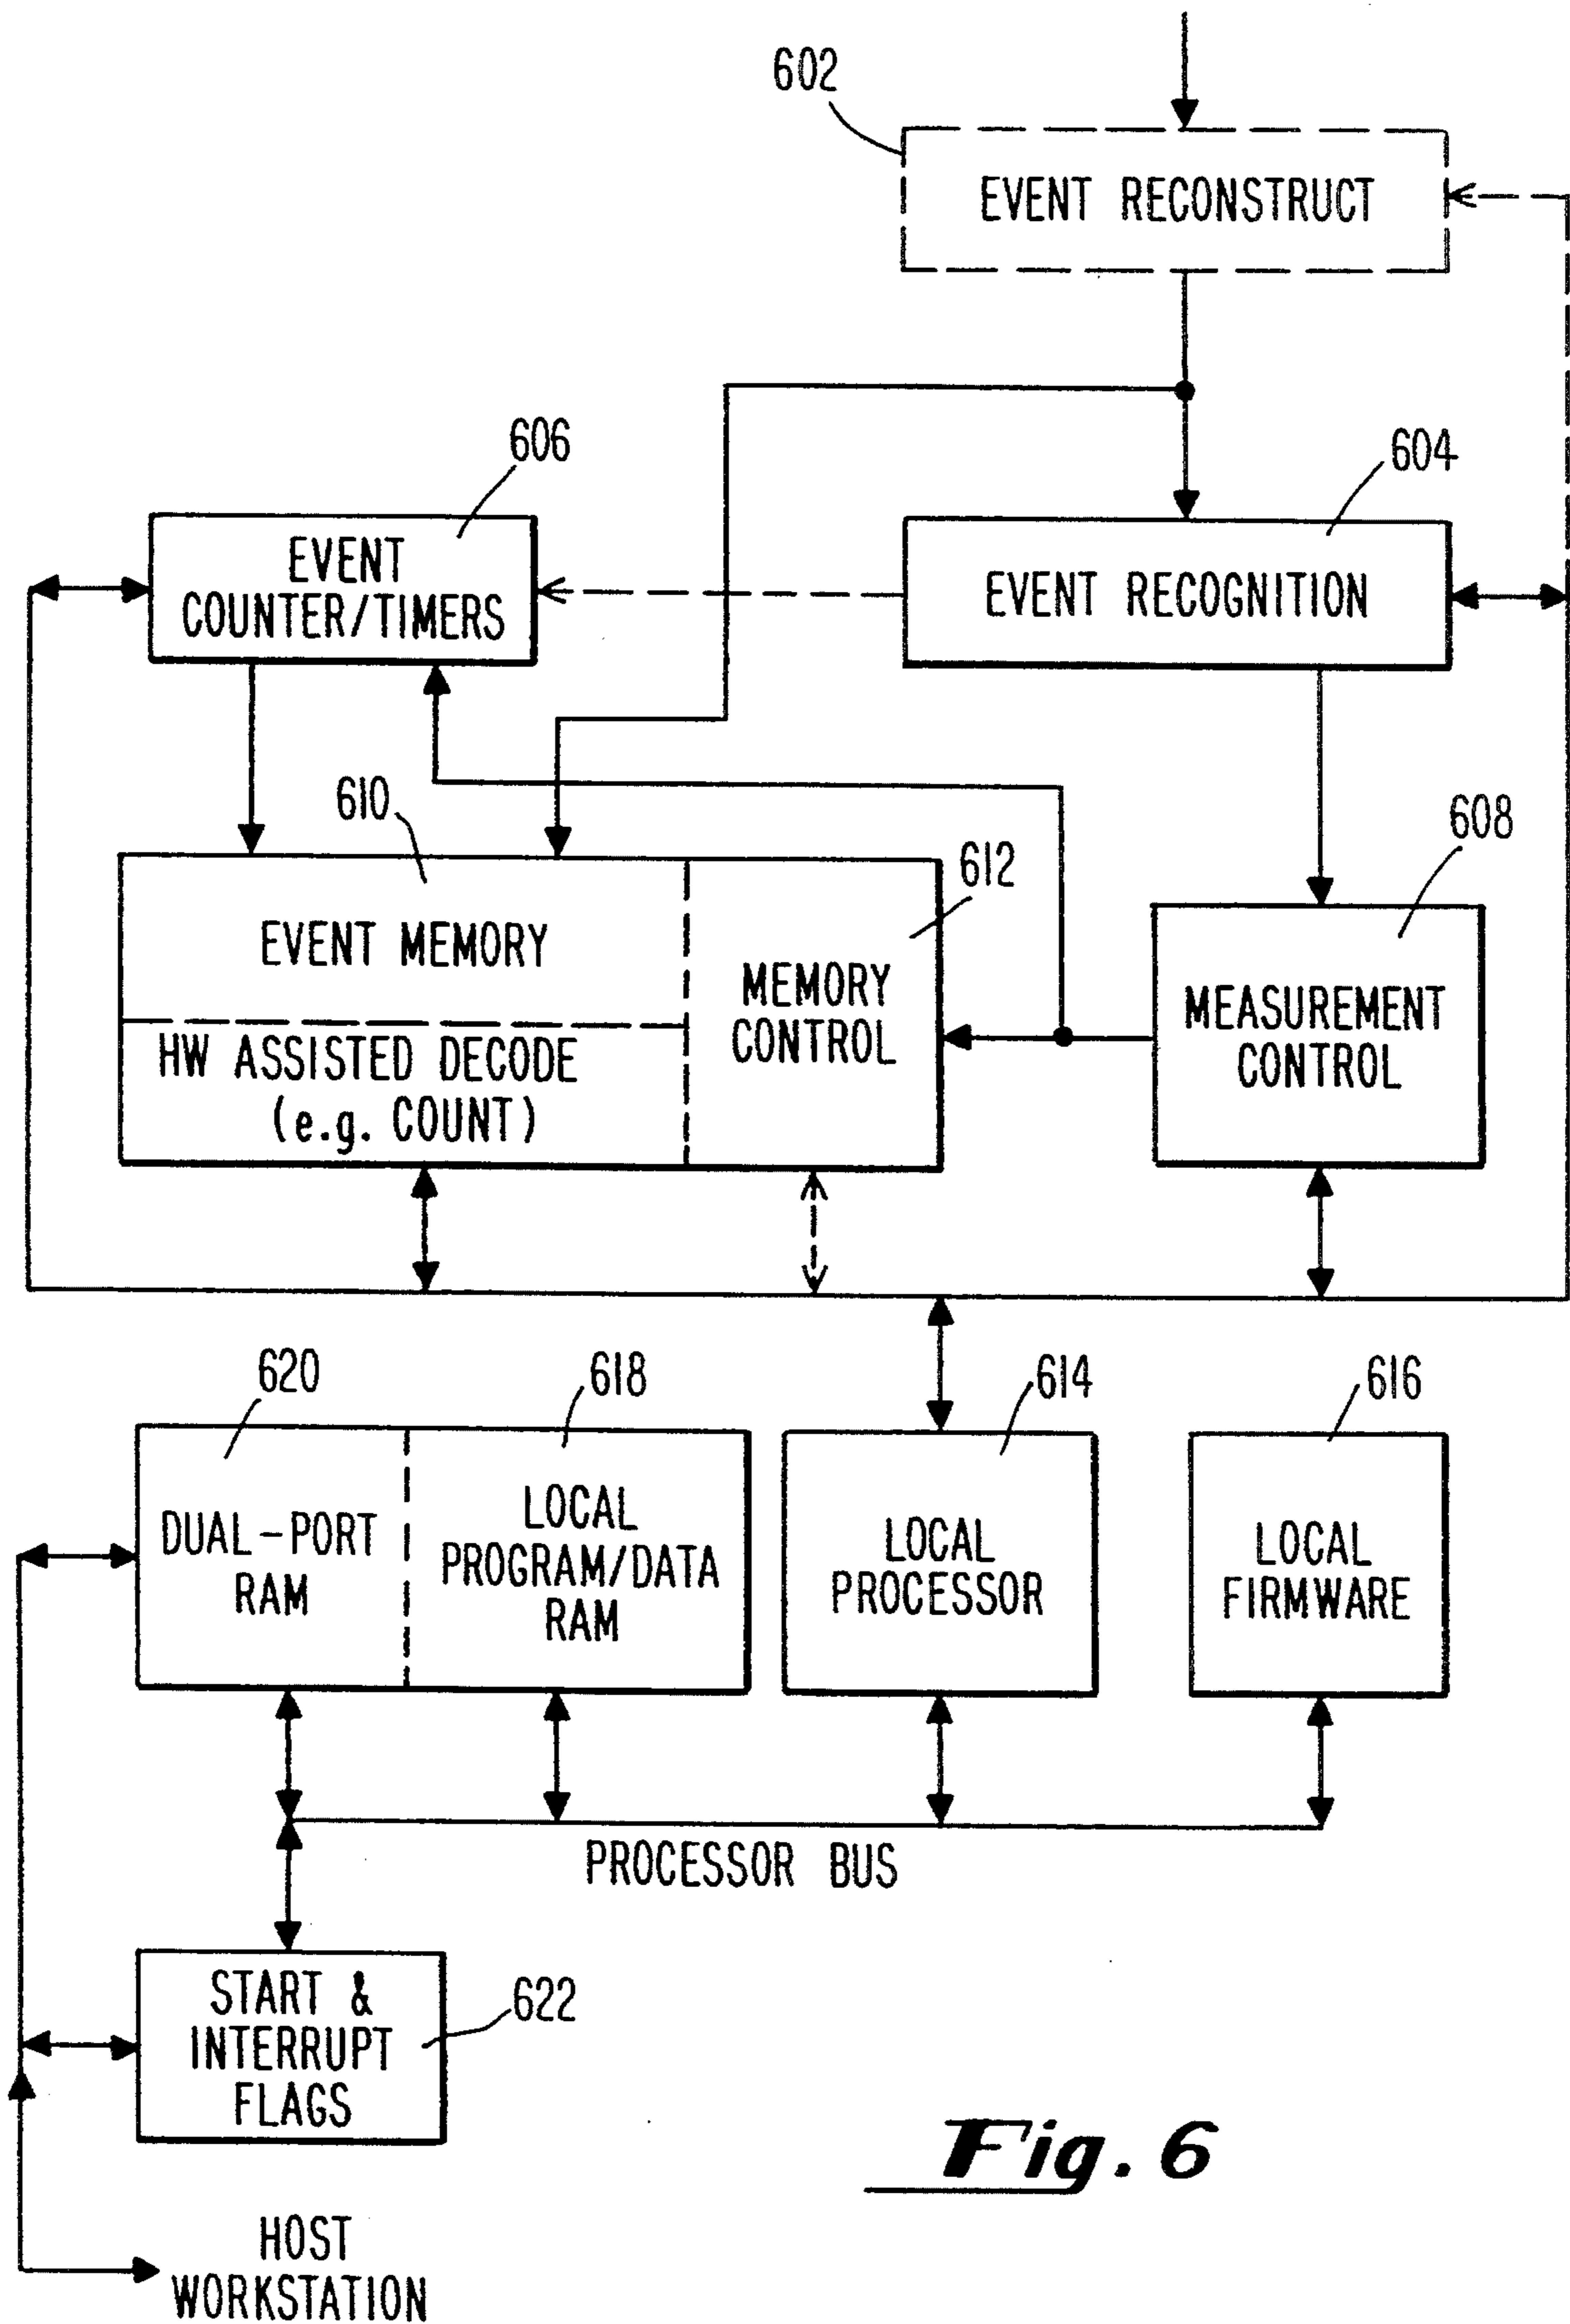 602
EVENT RECONSTRUCT
606
604
EVENT
COUNTER/TIMERS
EVENT RECOGNITION
610
612
608
EVENT MEMORY
MEMORY
CONTROL
HW ASSISTED DECODE
(e.g. COUNT)
MEASUREMENT
CONTROL
620
618
614
616
DUAL-PORT
RAM
LOCAL
PROGRAM/DATA
RAM
LOCAL
PROCESSOR
LOCAL
FIRMWARE
PROCESSOR BUS
START &
INTERRUPT
FLAGS
622
HOST
WORKSTATION
Fig. 6